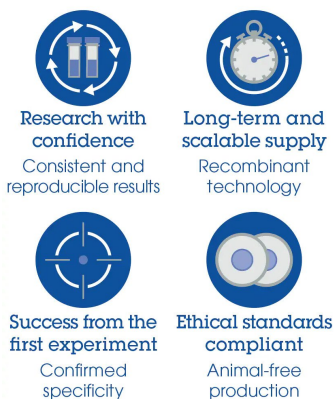 Research with
confidence
Consistent and
reproducible results
Long-term and
scalable supply
Recombinant
technology
Success from the
first experiment
Confirmed
specificity
Ethical standards
compliant
Animal-free
production